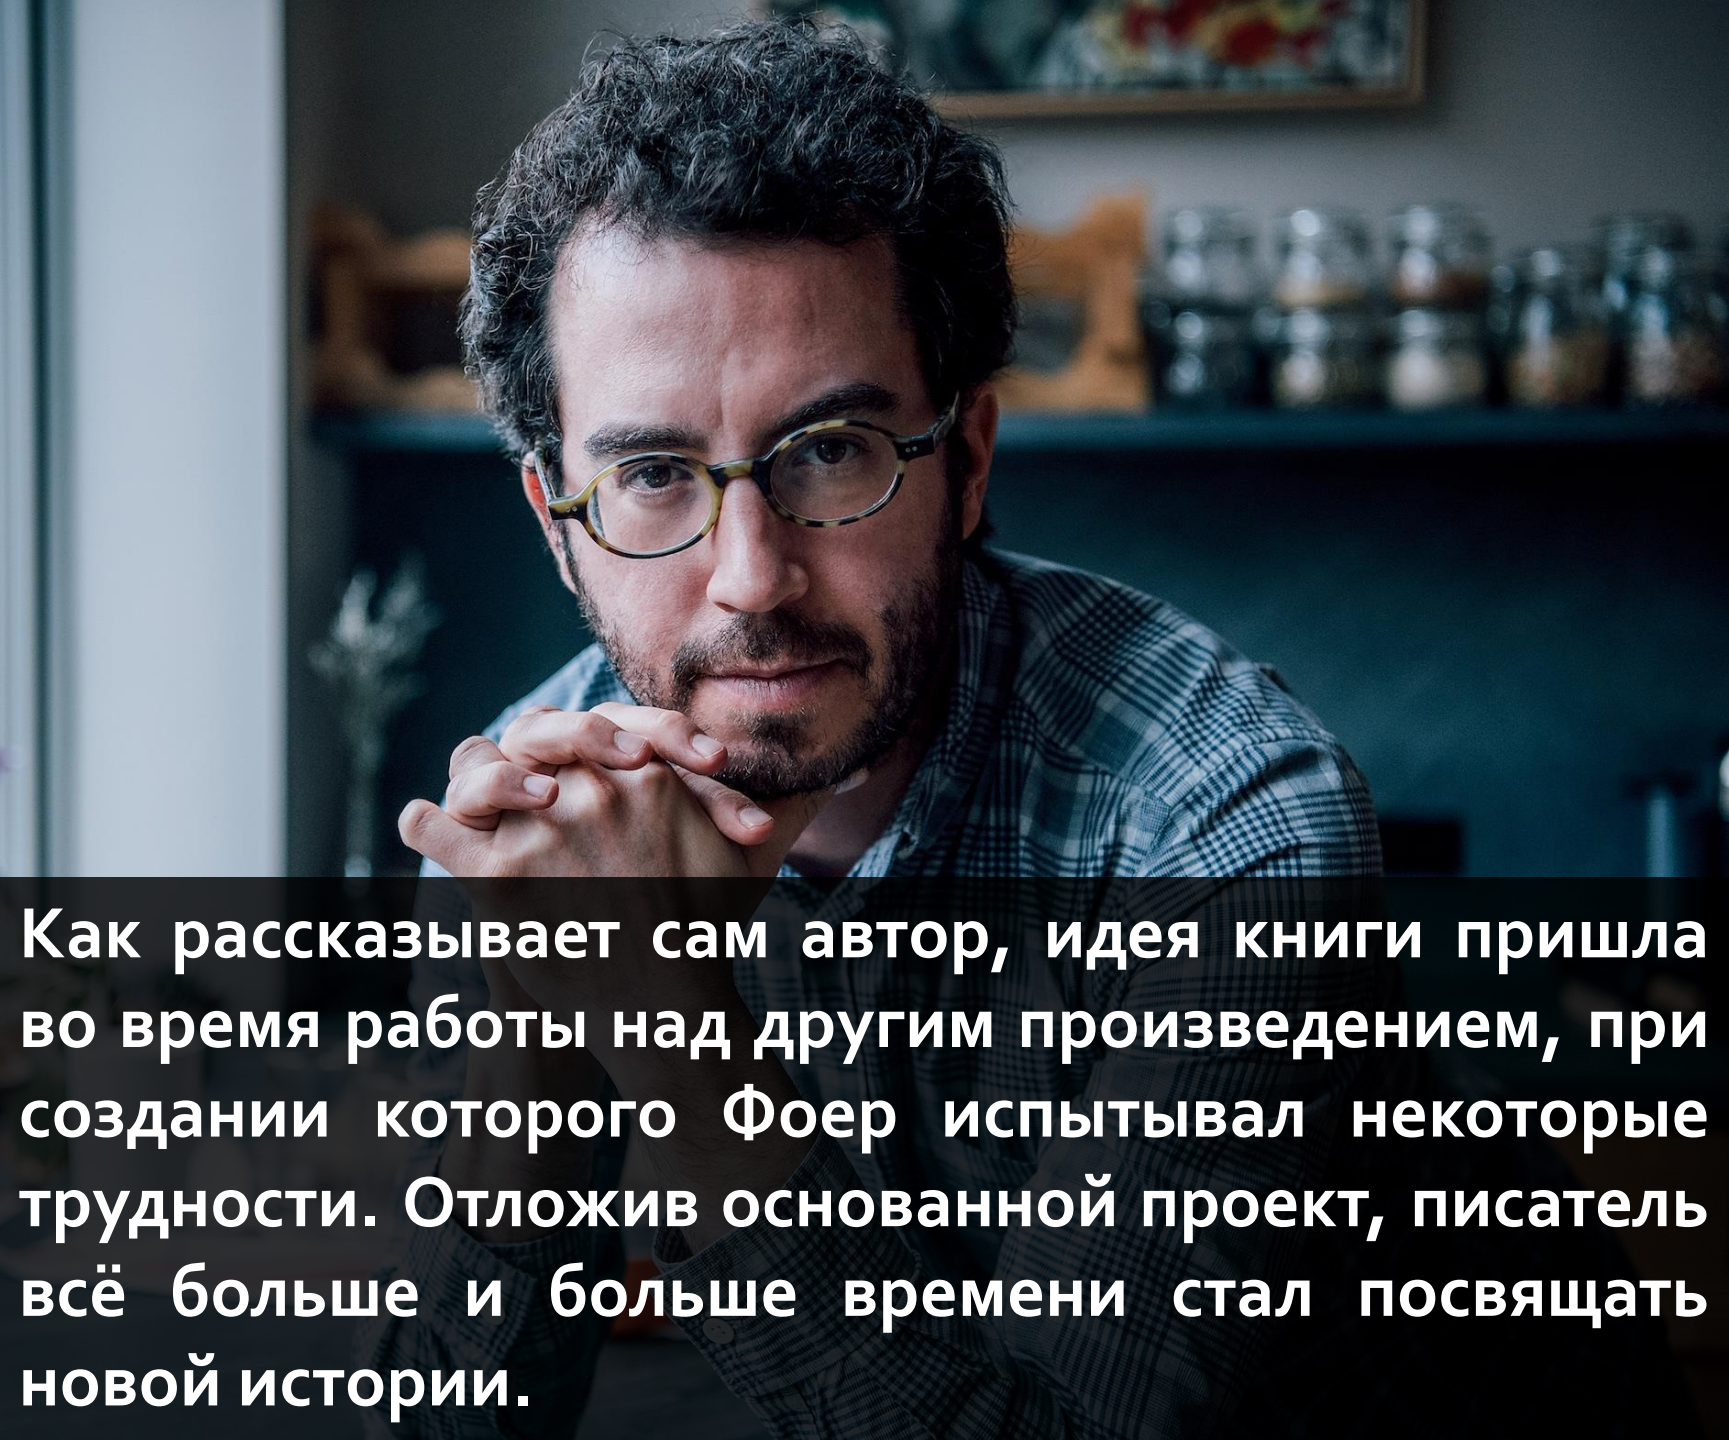 Как рассказывает сам автор, идея книги пришла
во время работы над другим произведением, при
создании которого Фоер испытывал некоторые
трудности. Отложив основанной проект, писатель
всё больше и больше времени стал посвящать
новой истории.